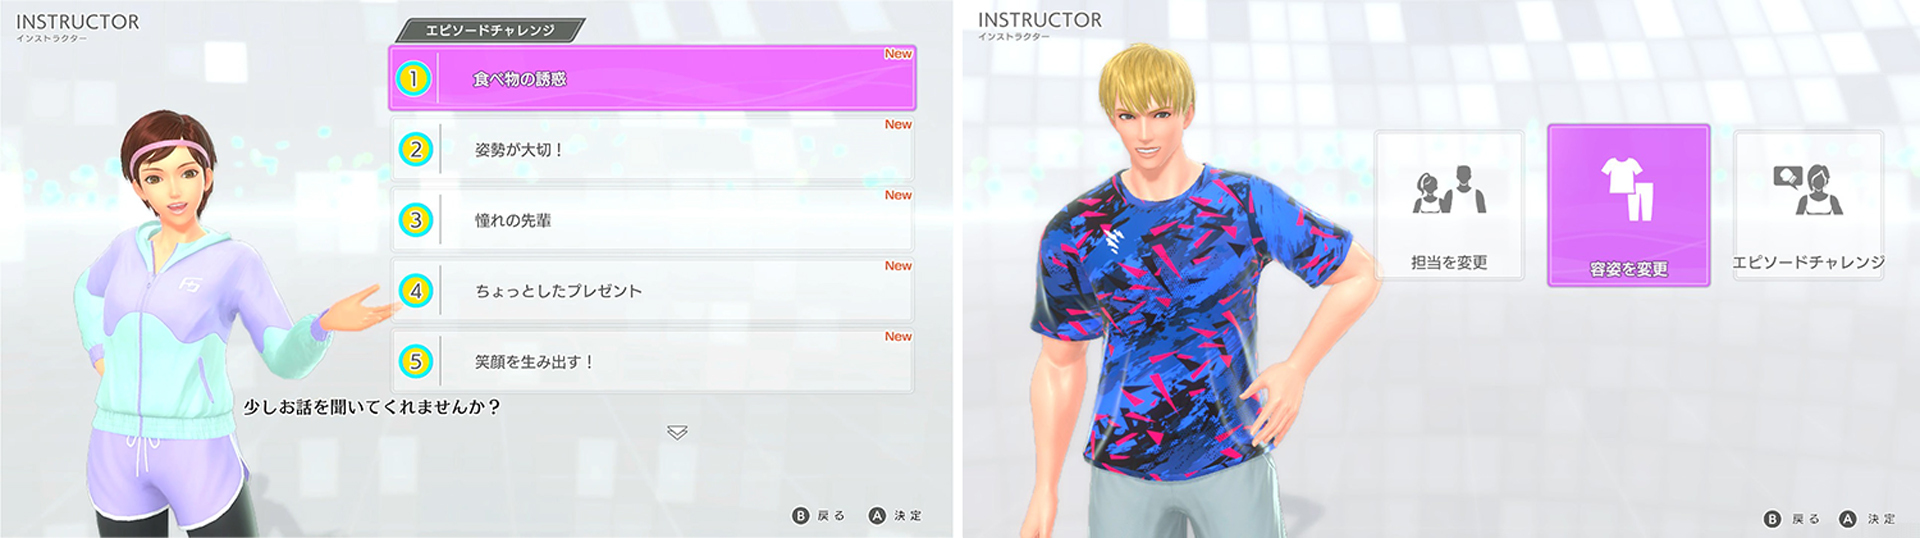 INSTRUCTOR
インストラクター
エピソードチャレンジ
New
1 食べ物の誘惑
New
2 姿勢が大切！
New
3 憧れの先輩
New
4 ちょっとしたプレゼント
New
5 笑顔を生み出す！
少しお話を聞いてくれませんか？
B 戻る A 決定
INSTRUCTOR
インストラクター
担当を変更
容姿を変更
エピソードチャレンジ
B 戻る A 決定